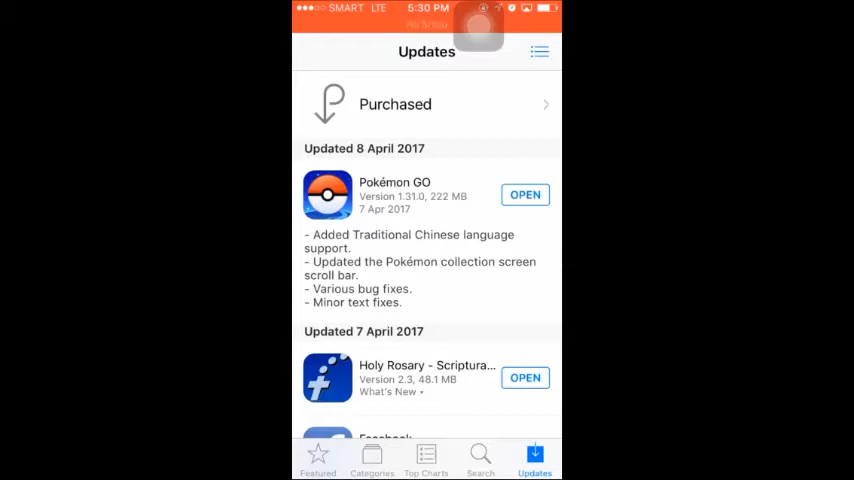 SMART LTE 5:30 PM
Updates
Purchased
Updated 8 April 2017
Pokémon GO
Version 1.31.0, 222 MB
7 Apr 2017
OPEN
- Added Traditional Chinese language
support.
- Updated the Pokémon collection screen
scroll bar.
- Various bug fixes.
- Minor text fixes.
Updated 7 April 2017
Holy Rosary - Scriptura...
Version 2.3, 48.1 MB
What's New
OPEN
Facebook
Featured Categories Top Charts Search Updates